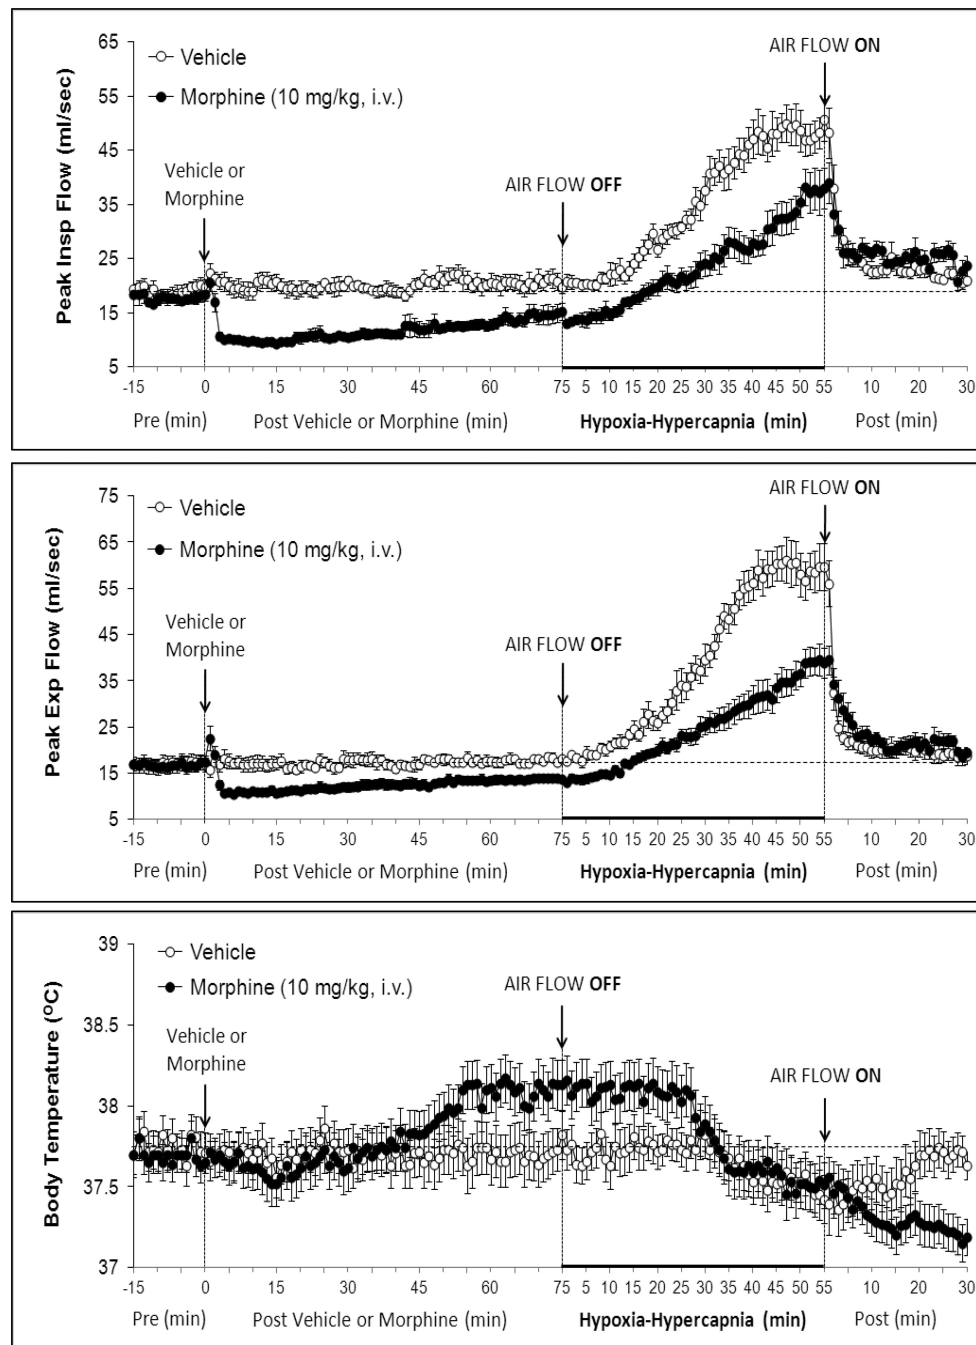 Peak Insp Flow (ml/sec)
65
55
45
35
25
15
5
Vehicle
Morphine (10 mg/kg, i.v.)
Vehicle or
Morphine
AIR FLOW OFF
AIR FLOW ON
-15 0 15 30 45 60 75 5 10 15 20 25 30 35 40 45 50 55 10 20 30
Pre (min) Post Vehicle or Morphine (min) Hypoxia-Hypercapnia (min) Post (min)
Peak Exp Flow (ml/sec)
75
65
55
45
35
25
15
5
Vehicle
Morphine (10 mg/kg, i.v.)
Vehicle or
Morphine
AIR FLOW OFF
AIR FLOW ON
-15 0 15 30 45 60 75 5 10 15 20 25 30 35 40 45 50 55 10 20 30
Pre (min) Post Vehicle or Morphine (min) Hypoxia-Hypercapnia (min) Post (min)
Body Temperature (°C)
39
38.5
38
37.5
37
Vehicle
Morphine (10 mg/kg, i.v.)
Vehicle or
Morphine
AIR FLOW OFF
AIR FLOW ON
-15 0 15 30 45 60 75 5 10 15 20 25 30 35 40 45 50 55 10 20 30
Pre (min) Post Vehicle or Morphine (min) Hypoxia-Hypercapnia (min) Post (min)